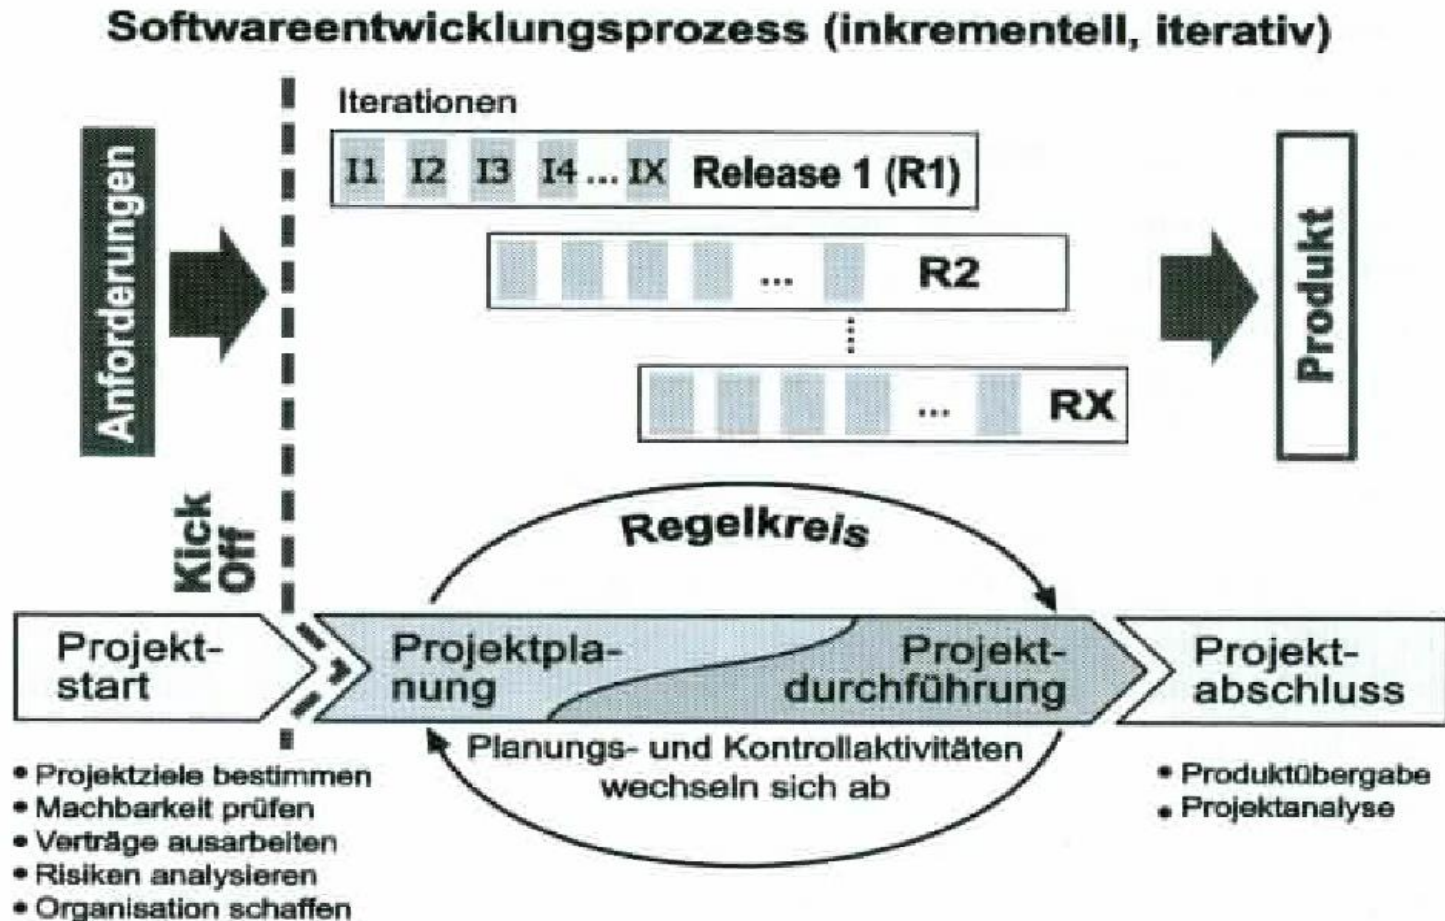 Softwareentwicklungsprozess (inkrementell, iterativ)
Iterationen
Anforderungen
I1 I2 I3 I4 ... IX Release 1 (R1)
... R2
... RX
Produkt
Kick
Off
Regelkreis
Projekt-
start
Projektpla-
nung
Projekt-
durchführung
Projekt-
abschluss
Planungs- und Kontrollaktivitäten
wechseln sich ab
• Projektziele bestimmen
• Machbarkeit prüfen
• Verträge ausarbeiten
• Risiken analysieren
• Organisation schaffen
• Produktübergabe
• Projektanalyse